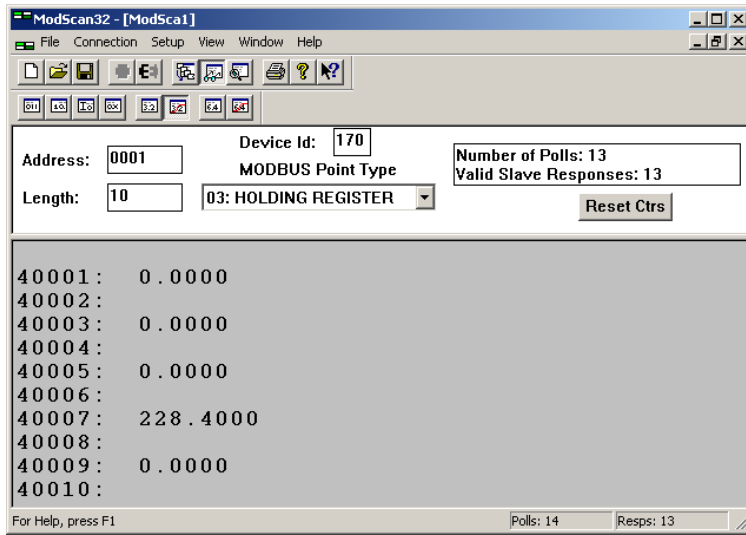 ModScan32 - [ModSca1]
File Connection Setup View Window Help
Device Id: 170
Address: 0001
MODBUS Point Type
Length: 10
03: HOLDING REGISTER
Number of Polls: 13
Valid Slave Responses: 13
Reset Ctrs
40001: 0.0000
40002:
40003: 0.0000
40004:
40005: 0.0000
40006:
40007: 228.4000
40008:
40009: 0.0000
40010:
For Help, press F1
Polls: 14
Resps: 13